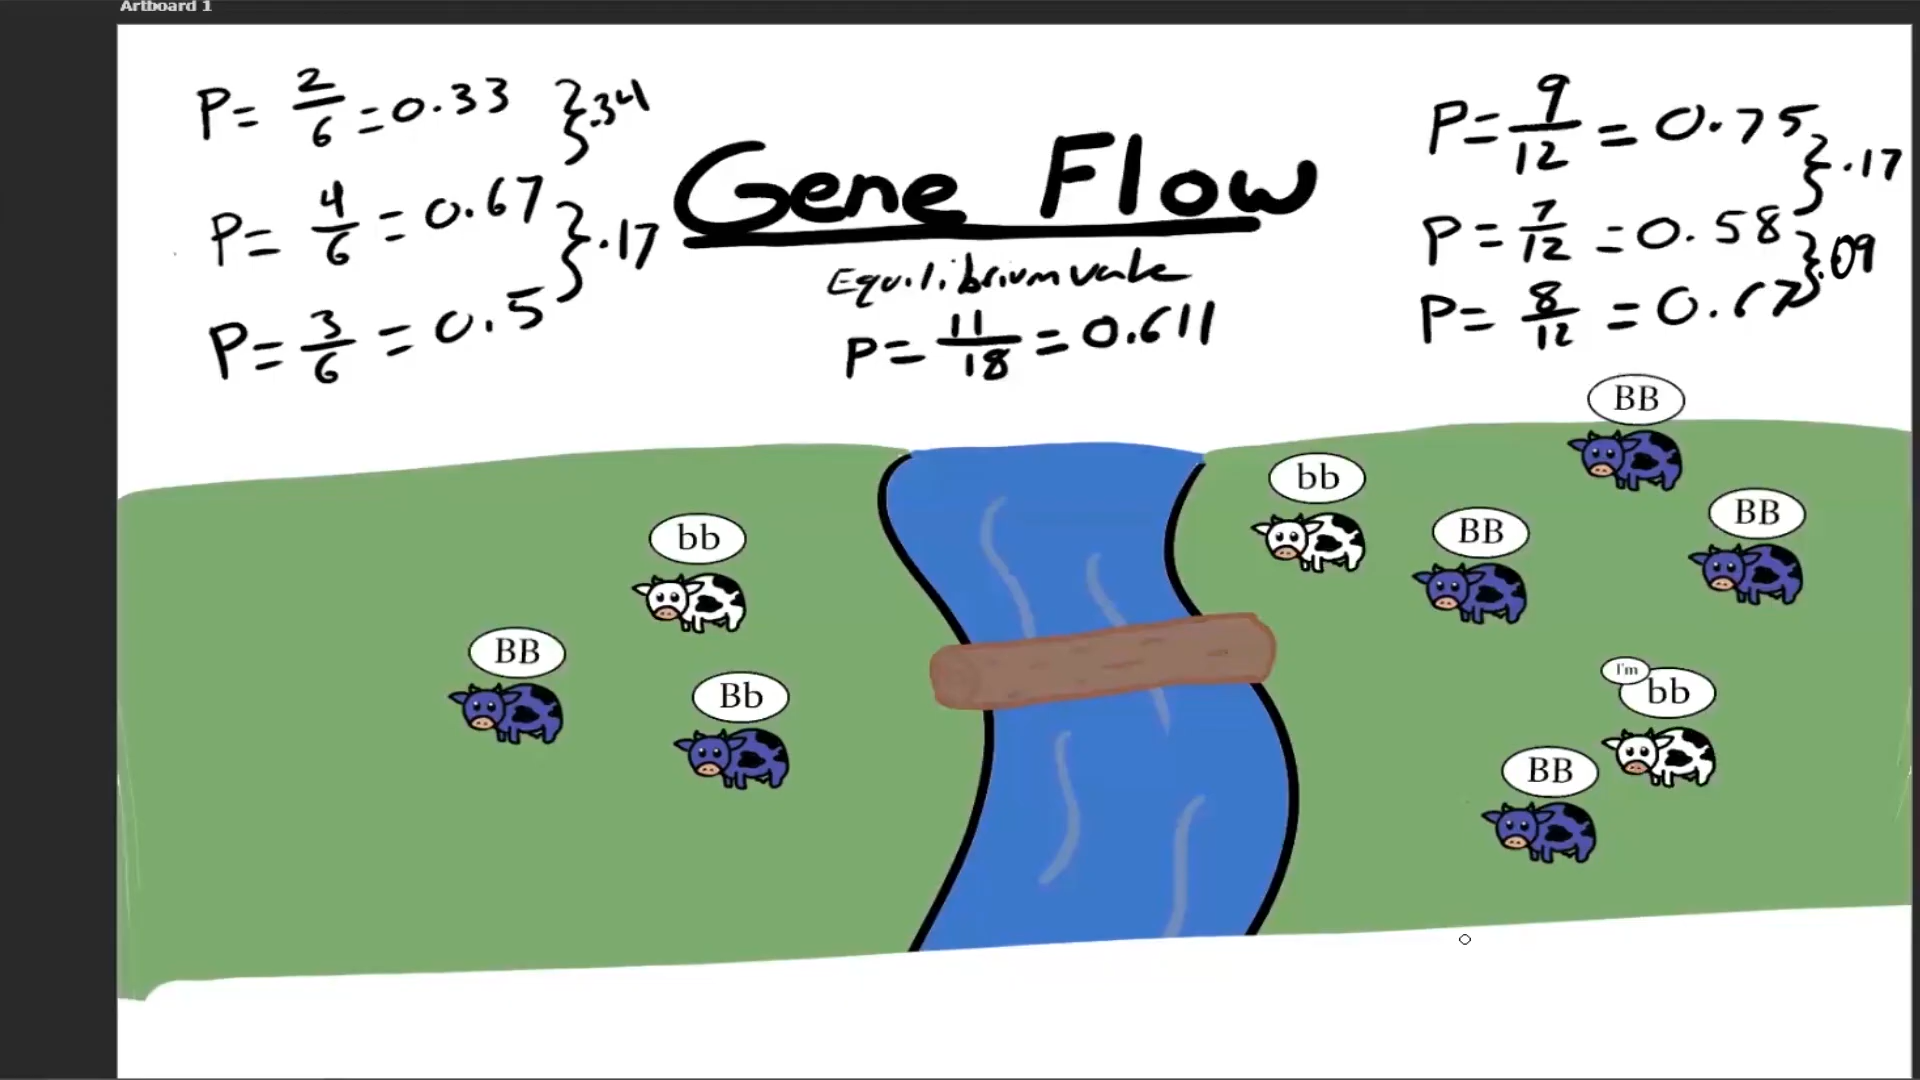 Artboard 1
P = 2/6 = 0.33 } .34
P = 4/6 = 0.67 } .17
P = 3/6 = 0.5
Gene Flow
Equilibrium value
P = 11/18 = 0.611
P = 9/12 = 0.75 } .17
P = 7/12 = 0.58 } .09
P = 8/12 = 0.67
BB
bb
BB
BB
bb
BB
Bb
I'm
bb
BB